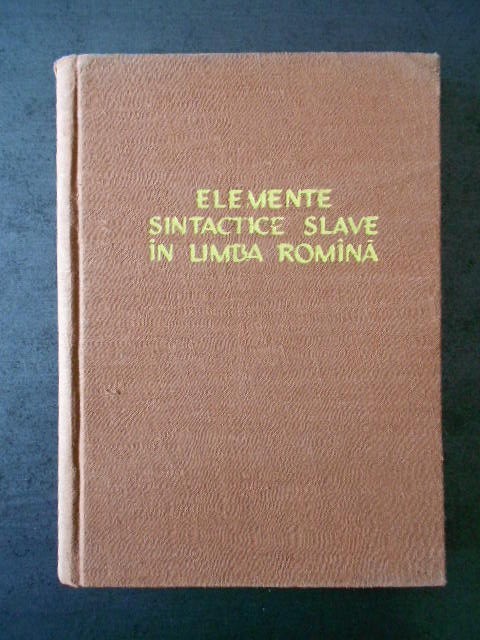 ELEMENTE
SINTACTICE SLAVE
ÎN LIMBA ROMÎNĂ